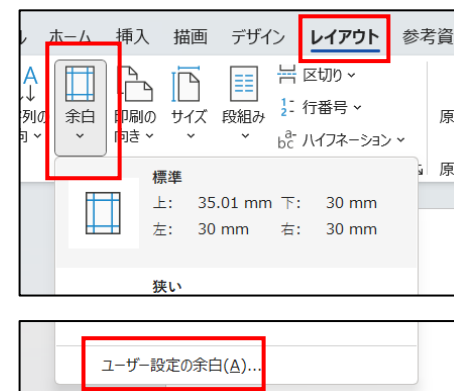 ホーム 挿入 描画 デザイン レイアウト 参考資
余白 印刷の向き サイズ 段組み
区切り
行番号
ハイフネーション
標準
上: 35.01 mm 下: 30 mm
左: 30 mm 右: 30 mm
狭い
ユーザー設定の余白(A)...